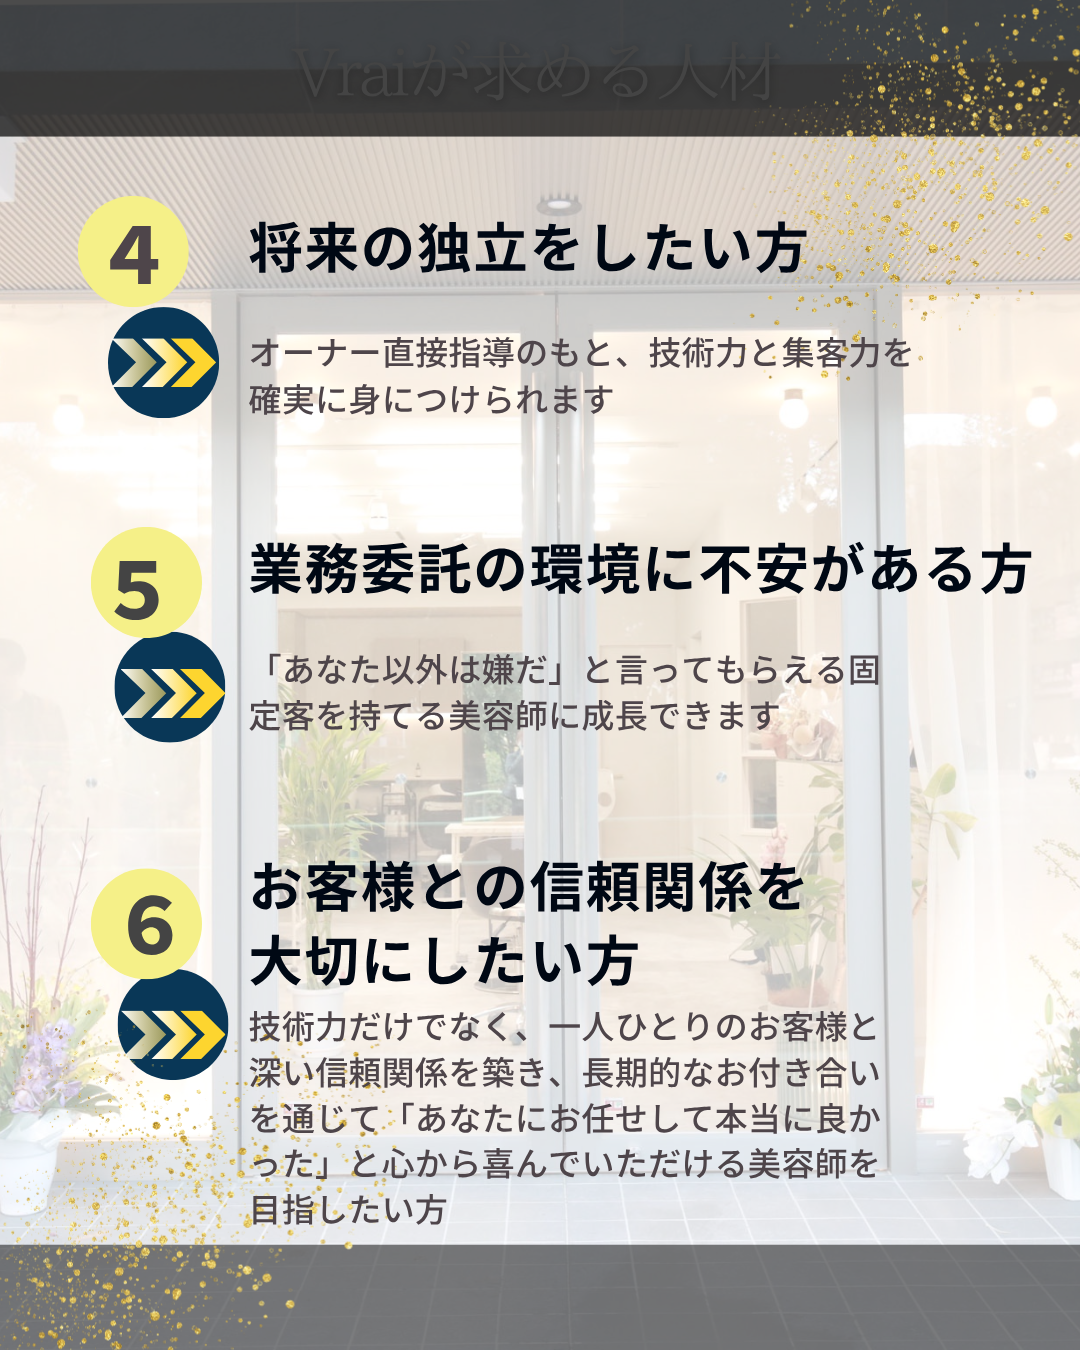 Vraiが求める人材
4
将来の独立をしたい方
オーナー直接指導のもと、技術力と集客力を
確実に身につけられます
5
業務委託の環境に不安がある方
「あなた以外は嫌だ」と言ってもらえる固
定客を持てる美容師に成長できます
6
お客様との信頼関係を
大切にしたい方
技術力だけでなく、一人ひとりのお客様と
深い信頼関係を築き、長期的なお付き合い
を通じて「あなたにお任せして本当に良か
った」と心から喜んでいただける美容師を
目指したい方